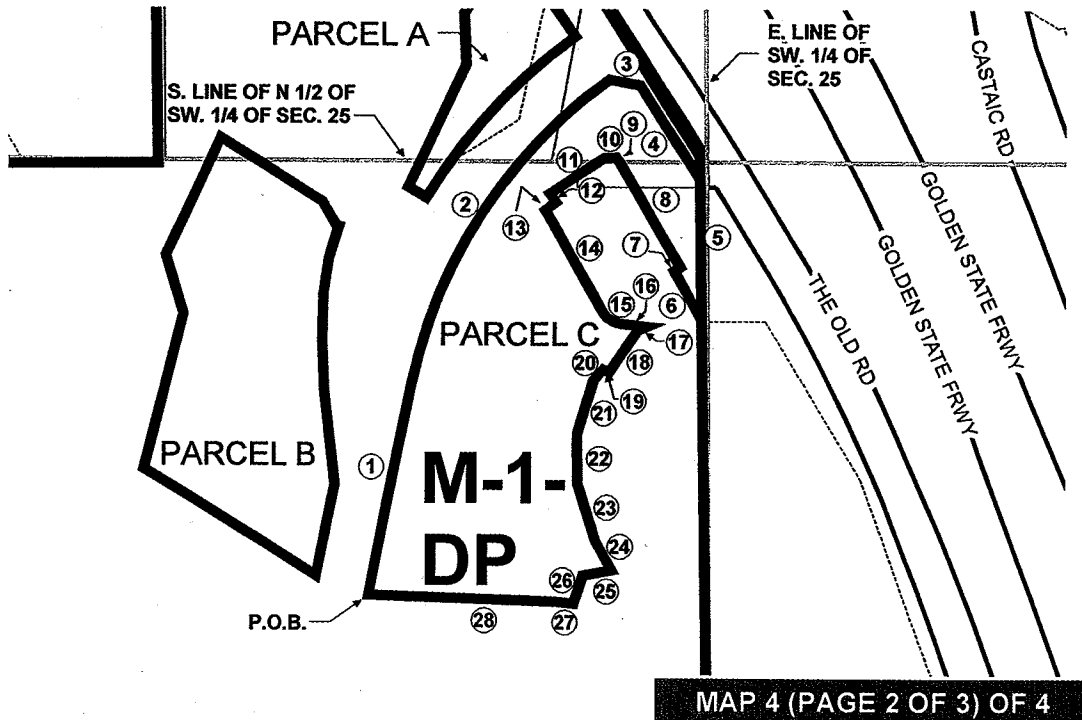 PARCEL A
E. LINE OF
SW. 1/4 OF
SEC. 25
S. LINE OF N 1/2 OF
SW. 1/4 OF SEC. 25
CASTAIC RD
GOLDEN STATE FRWY
GOLDEN STATE FRWY
THE OLD RD
3
9
10
4
11
12
2
8
13
5
7
14
16
6
15
PARCEL C
17
18
20
19
21
PARCEL B
1
22
M-1-
DP
23
24
26
25
P.O.B.
28
27
MAP 4 (PAGE 2 OF 3) OF 4